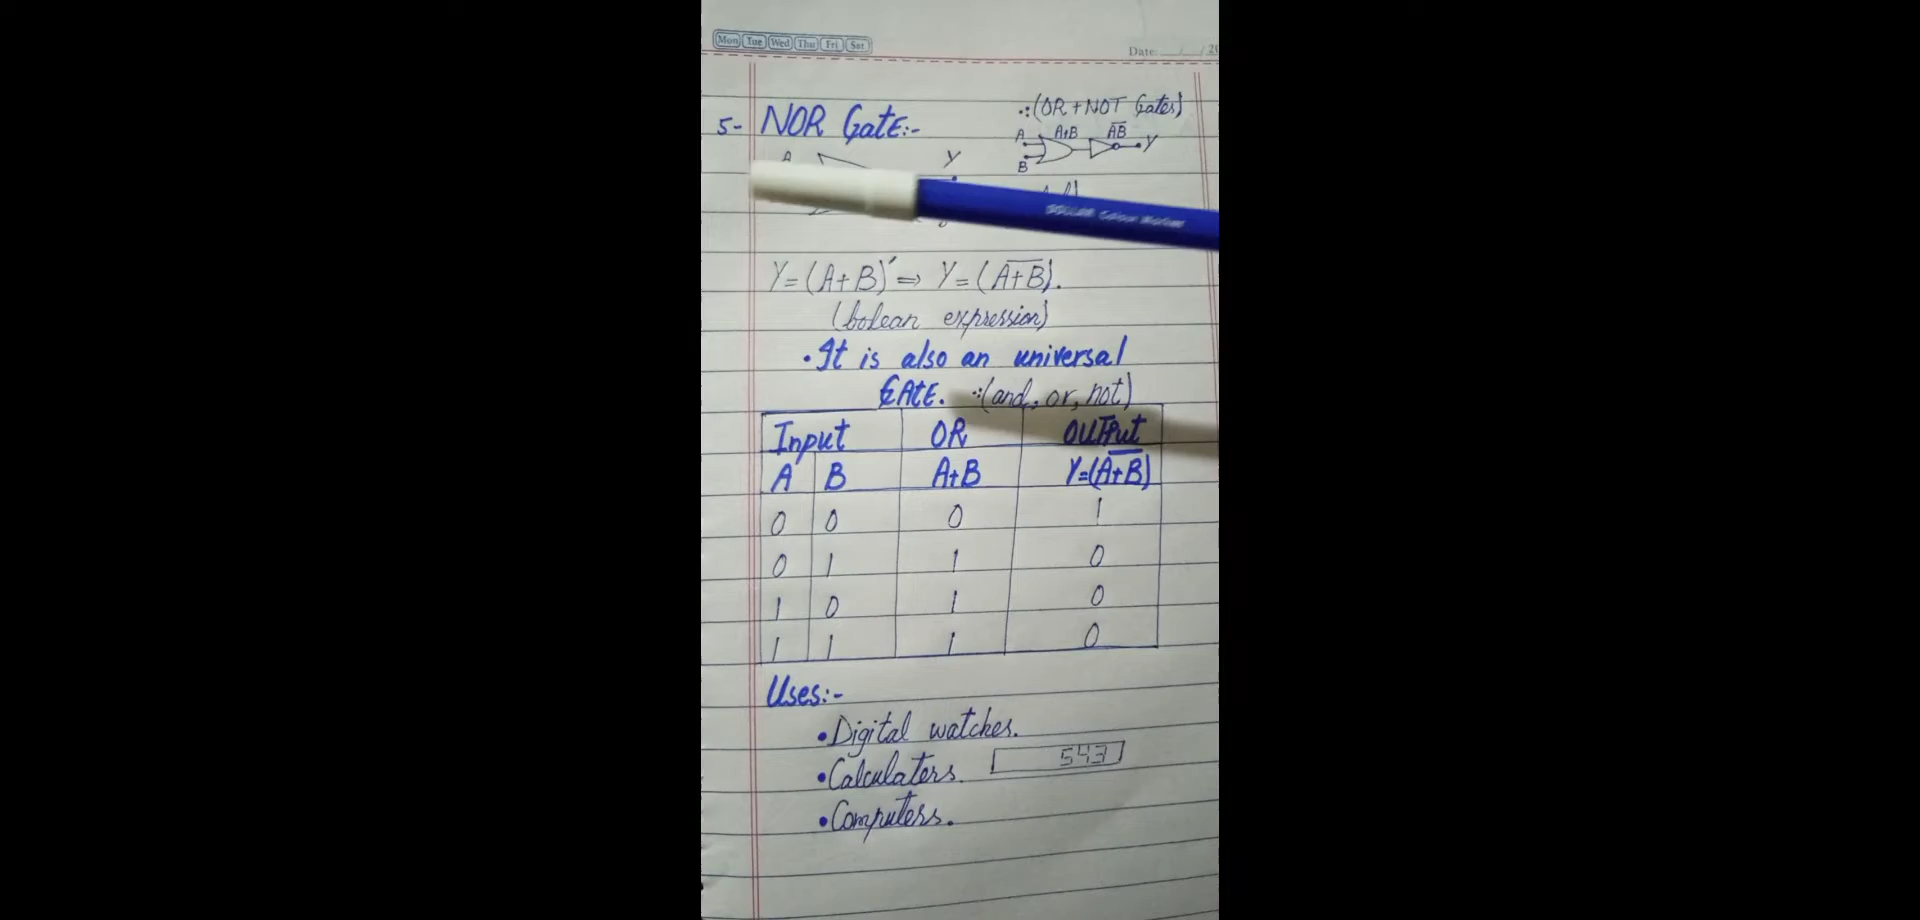 Mon Tue Wed Thu Fri Sat
Date: / / 20
5- NOR GatE:-
∴(OR + NOT Gates)
A A+B A̅B̅ Y
B
A Y
Y=(A+B)' ⇒ Y=(A̅+̅B̅).
(bolean expression)
• It is also an universal
GAtE. ∴(and, or, not)
Input OR OUTPut
A B A+B Y=(A̅+̅B̅)
0 0 0 1
0 1 1 0
1 0 1 0
1 1 1 0
Uses:-
• Digital watches.
• Calculaters. 543
• Computers.